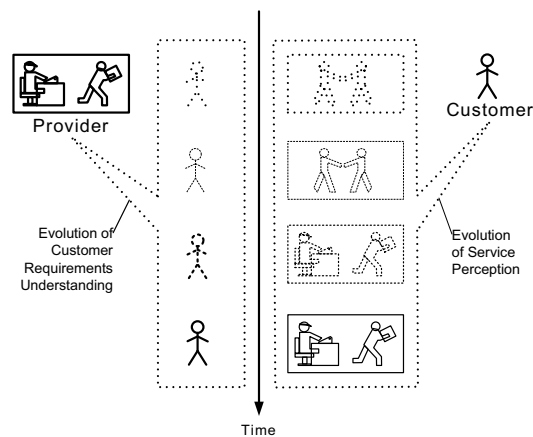 Provider
Customer
Evolution of
Customer
Requirements
Understanding
Evolution
of Service
Perception
Time